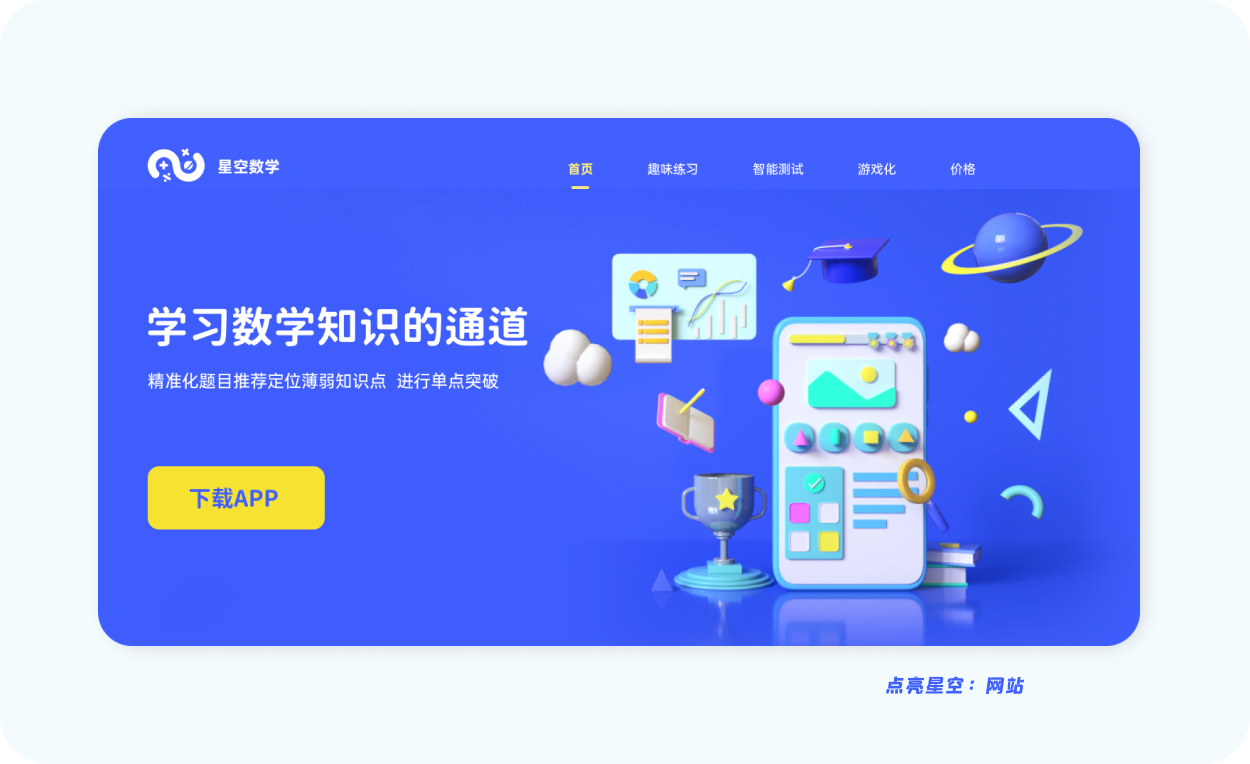 星空数学
首页 趣味练习 智能测试 游戏化 价格
学习数学知识的通道
精准化题目推荐定位薄弱知识点 进行单点突破
下载APP
点亮星空：网站